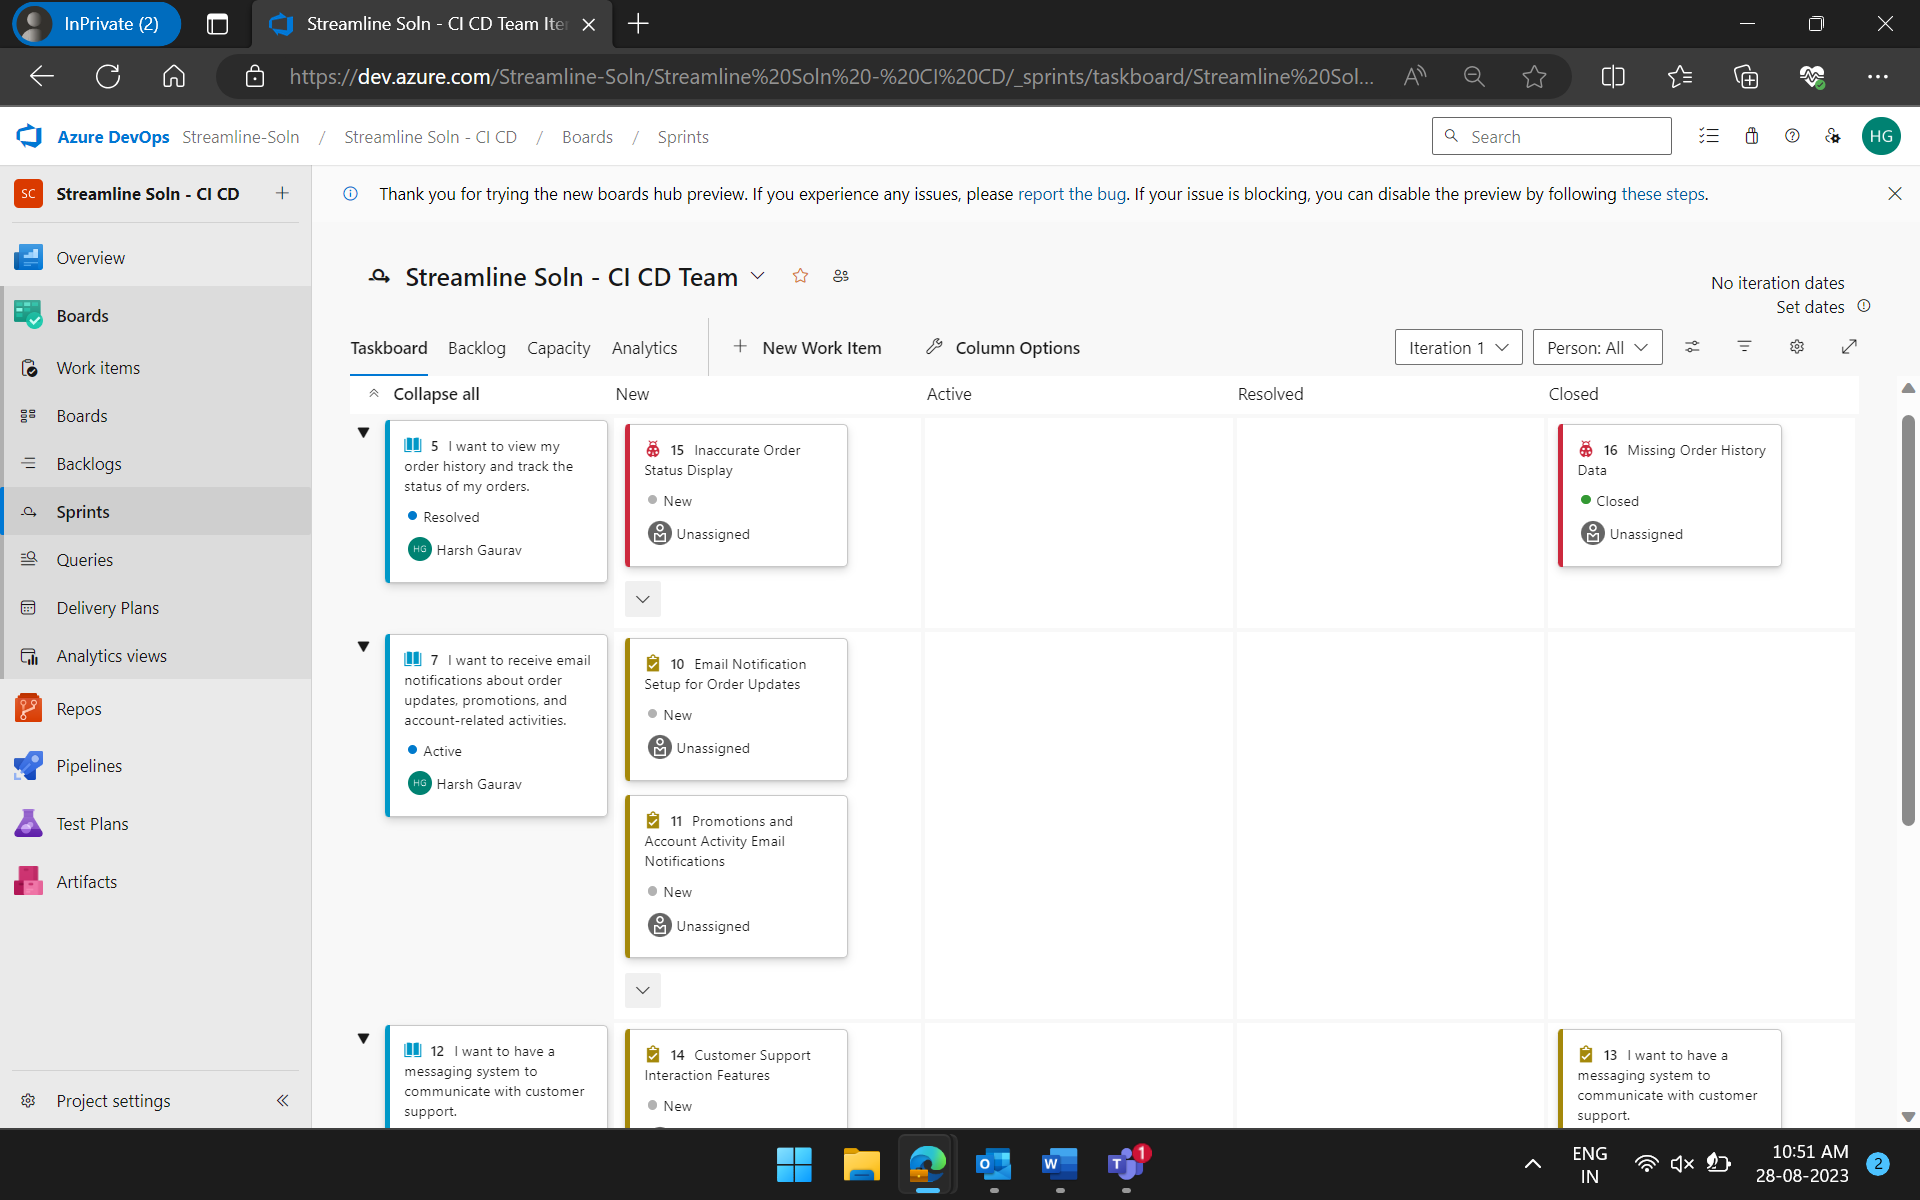 InPrivate (2)
Streamline Soln - CI CD Team Ite
https://dev.azure.com/Streamline-Soln/Streamline%20Soln%20-%20CI%20CD/_sprints/taskboard/Streamline%20Sol...
Azure DevOps Streamline-Soln / Streamline Soln - CI CD / Boards / Sprints
Search
HG
SC Streamline Soln - CI CD
Thank you for trying the new boards hub preview. If you experience any issues, please report the bug. If your issue is blocking, you can disable the preview by following these steps.
Overview
Boards
Work items
Boards
Backlogs
Sprints
Queries
Delivery Plans
Analytics views
Repos
Pipelines
Test Plans
Artifacts
Project settings
Streamline Soln - CI CD Team
No iteration dates
Set dates
Taskboard Backlog Capacity Analytics
New Work Item Column Options
Iteration 1 Person: All
Collapse all New Active Resolved Closed
5 I want to view my
order history and track the
status of my orders.
Resolved
HG Harsh Gaurav
15 Inaccurate Order
Status Display
New
Unassigned
16 Missing Order History
Data
Closed
Unassigned
7 I want to receive email
notifications about order
updates, promotions, and
account-related activities.
Active
HG Harsh Gaurav
10 Email Notification
Setup for Order Updates
New
Unassigned
11 Promotions and
Account Activity Email
Notifications
New
Unassigned
12 I want to have a
messaging system to
communicate with customer
support.
14 Customer Support
Interaction Features
New
13 I want to have a
messaging system to
communicate with customer
support.
1
ENG
IN
10:51 AM
28-08-2023
2